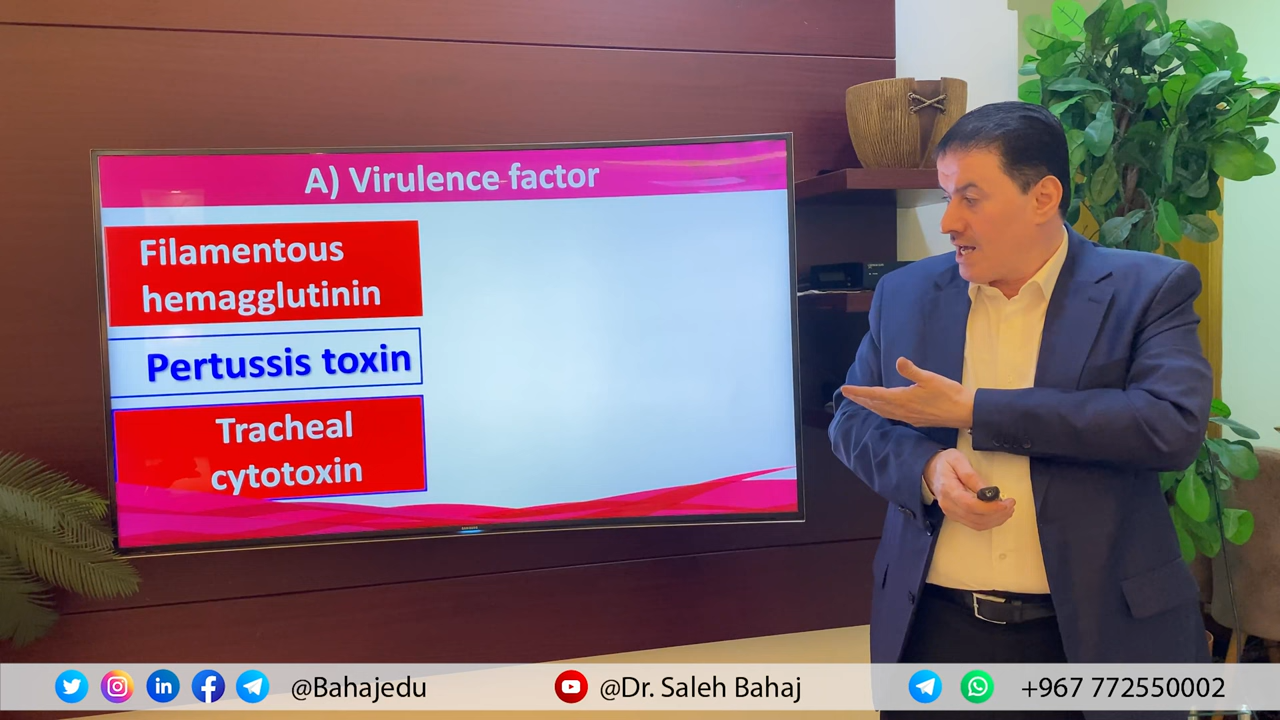 A) Virulence factor
Filamentous
hemagglutinin
Pertussis toxin
Tracheal
cytotoxin
@Bahajedu
@Dr. Saleh Bahaj
+967 772550002